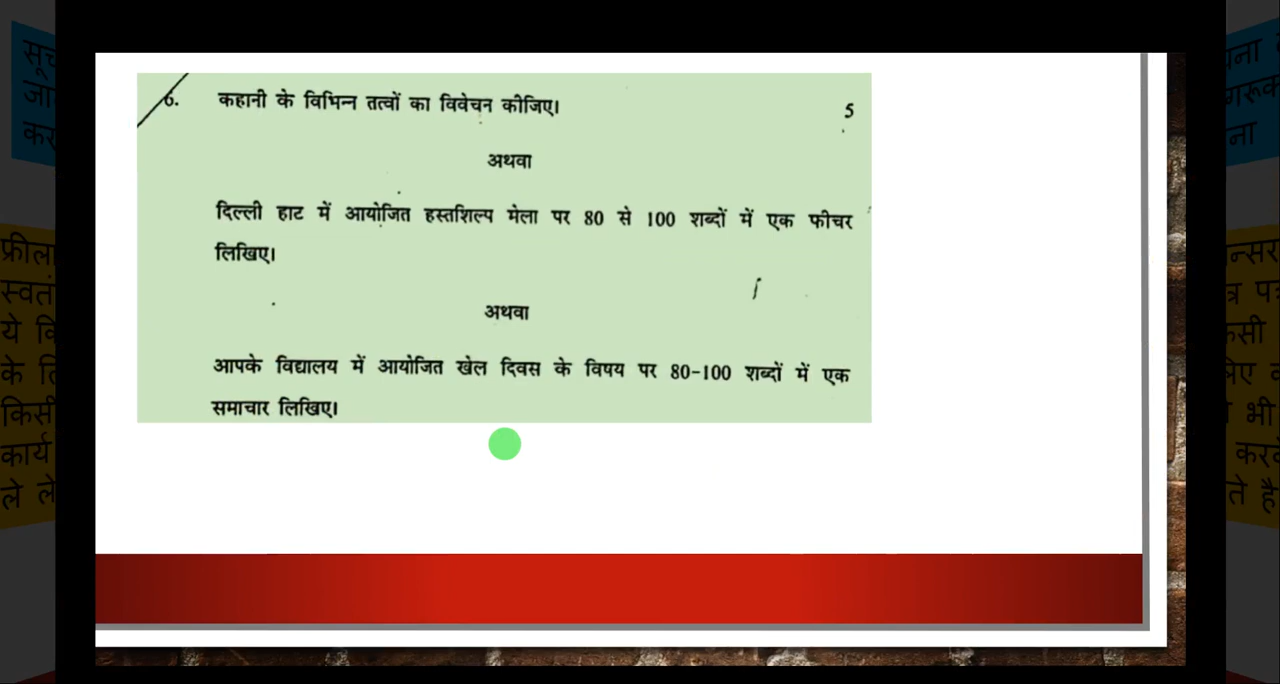 6. कहानी के विभिन्न तत्वों का विवेचन कीजिए। 5
अथवा
दिल्ली हाट में आयोजित हस्तशिल्प मेला पर 80 से 100 शब्दों में एक फीचर
लिखिए।
अथवा
आपके विद्यालय में आयोजित खेल दिवस के विषय पर 80-100 शब्दों में एक
समाचार लिखिए।
स्वतं
ये
के
किसी
कार्य
ले ले
भी